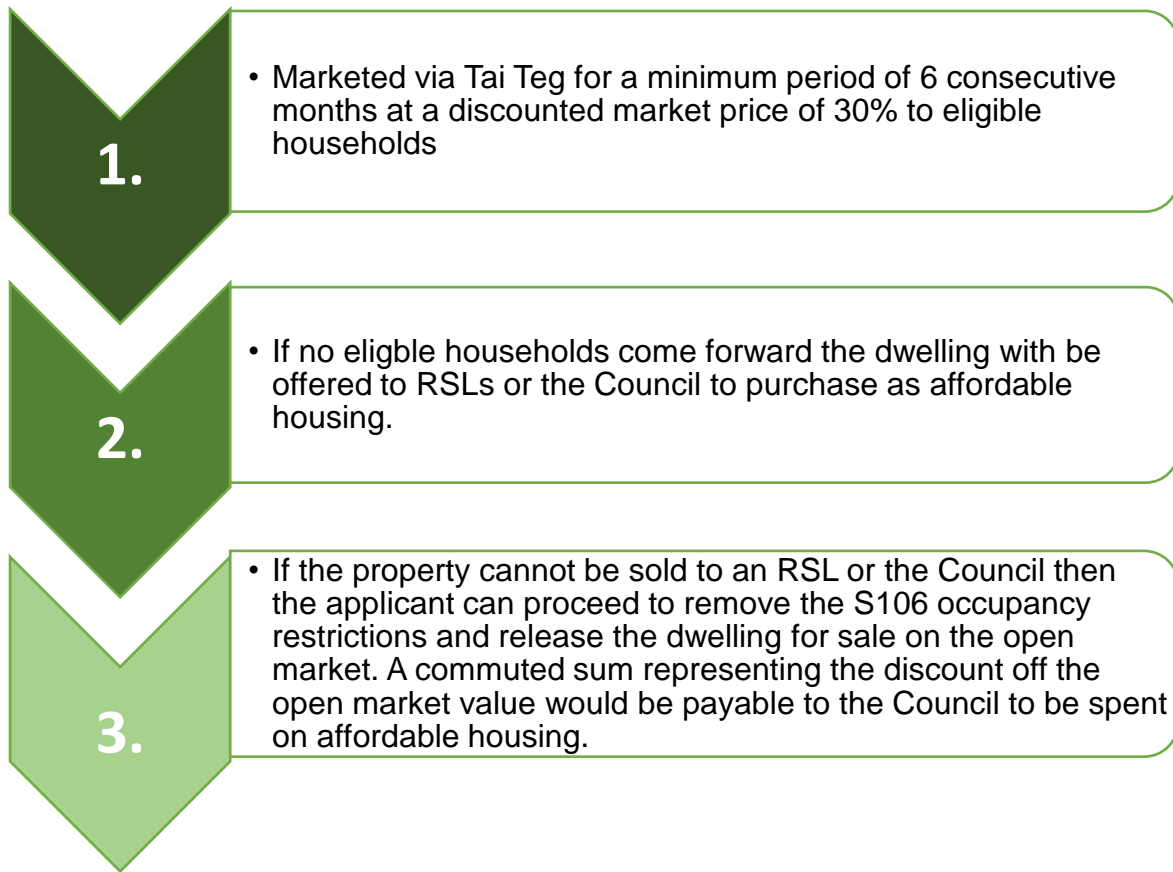 1.
• Marketed via Tai Teg for a minimum period of 6 consecutive
months at a discounted market price of 30% to eligible
households
2.
• If no eligble households come forward the dwelling with be
offered to RSLs or the Council to purchase as affordable
housing.
3.
• If the property cannot be sold to an RSL or the Council then
the applicant can proceed to remove the S106 occupancy
restrictions and release the dwelling for sale on the open
market. A commuted sum representing the discount off the
open market value would be payable to the Council to be spent
on affordable housing.